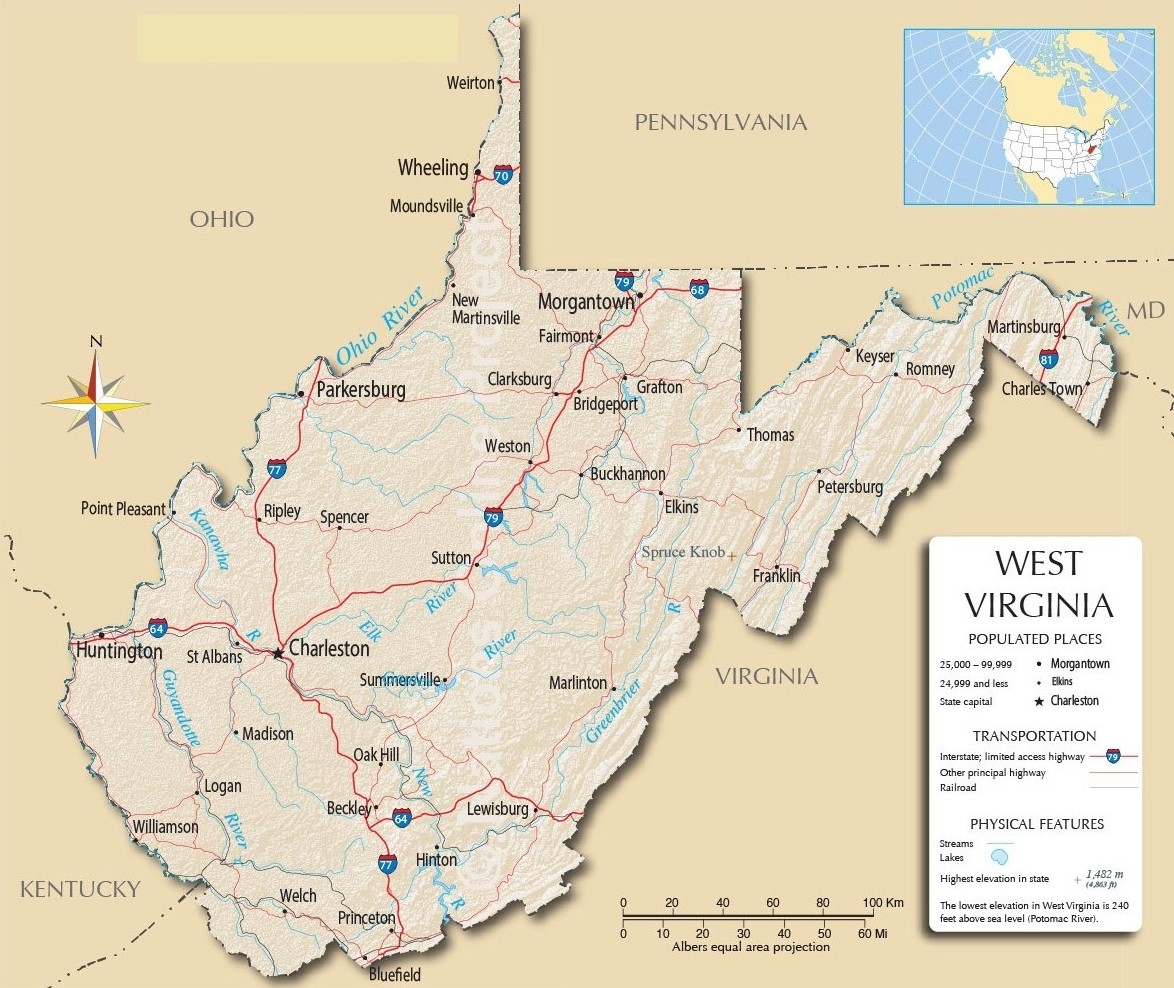 Weirton
PENNSYLVANIA
Wheeling
70
Moundsville
OHIO
79
68
Morgantown
New
Martinsville
Ohio River
Potomac
River
MD
Fairmont
Martinsburg
81
Keyser
Romney
Charles Town
N
Clarksburg
Grafton
Parkersburg
Bridgeport
Thomas
Weston
77
Buckhannon
Petersburg
Point Pleasant
Ripley
Spencer
79
Elkins
Kanawha
R
Sutton
Spruce Knob
Franklin
Elk
River
R
64
Huntington
St Albans
Charleston
River
Summersville
Marlinton
VIRGINIA
Greenbrier
Guyandotte
River
Madison
Oak Hill
New
R
Logan
Beckley
64
Lewisburg
Williamson
77
Hinton
KENTUCKY
Welch
Princeton
Bluefield
0 20 40 60 80 100 Km
0 10 20 30 40 50 60 Mi
Albers equal area projection
WEST
VIRGINIA
POPULATED PLACES
25,000 – 99,999 Morgantown
24,999 and less Elkins
State capital Charleston
TRANSPORTATION
Interstate; limited access highway 79
Other principal highway
Railroad
PHYSICAL FEATURES
Streams
Lakes
Highest elevation in state + 1,482 m
(4,863 ft)
The lowest elevation in West Virginia is 240
feet above sea level (Potomac River).